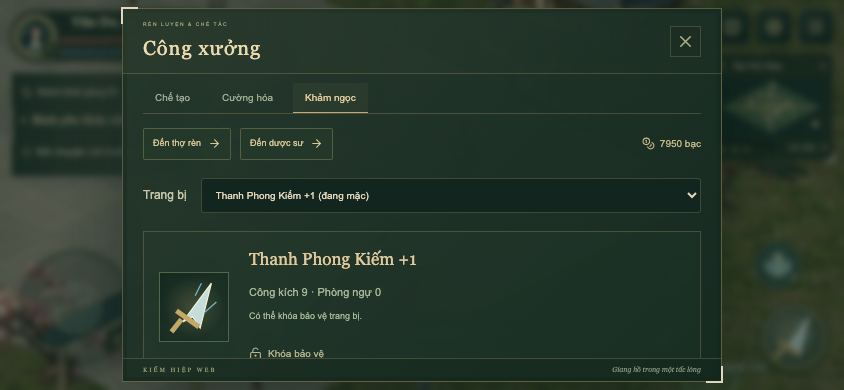 RÈN LUYỆN & CHẾ TÁC
Công xưởng
Chế tạo
Cường hóa
Khảm ngọc
Đến thợ rèn →
Đến dược sư →
7950 bạc
Trang bị
Thanh Phong Kiếm +1 (đang mặc)
Thanh Phong Kiếm +1
Công kích 9 · Phòng ngự 0
Có thể khóa bảo vệ trang bị.
Khóa bảo vệ
KIẾM HIỆP WEB
Giang hồ trong một tấc lòng